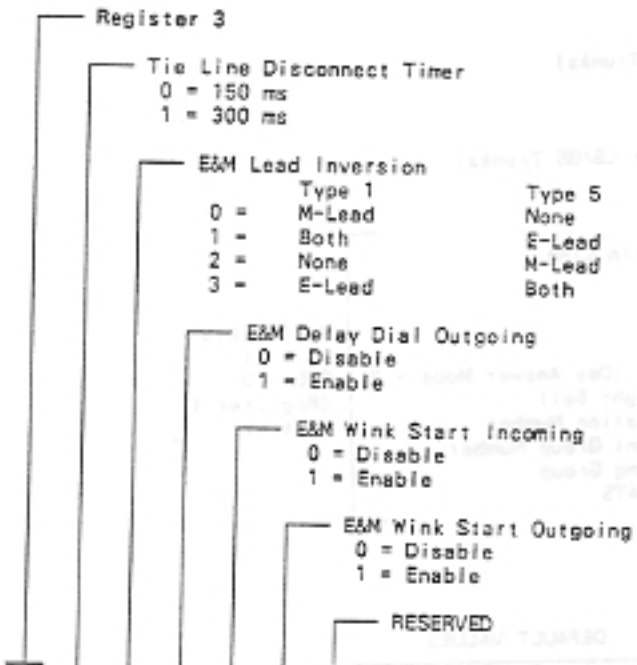 Register 3
Tie Line Disconnect Timer
0 = 150 ms
1 = 300 ms
E&M Lead Inversion
Type 1 Type 5
0 = M-Lead None
1 = Both E-Lead
2 = None M-Lead
3 = E-Lead Both
E&M Delay Dial Outgoing
0 = Disable
1 = Enable
E&M Wink Start Incoming
0 = Disable
1 = Enable
E&M Wink Start Outgoing
0 = Disable
1 = Enable
RESERVED